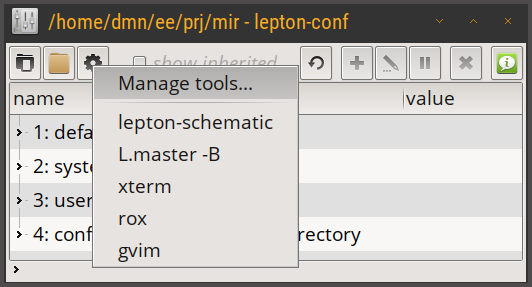 /home/dmn/ee/prj/mir - lepton-conf
show inherited
name
value
Manage tools...
lepton-schematic
L.master -B
xterm
rox
gvim
1: defa
2: syste
3: user
4: conf rectory